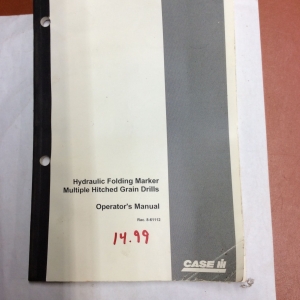 Hydraulic Folding Marker
Multiple Hitched Grain Drills
Operator's Manual
14.99
CASE IH